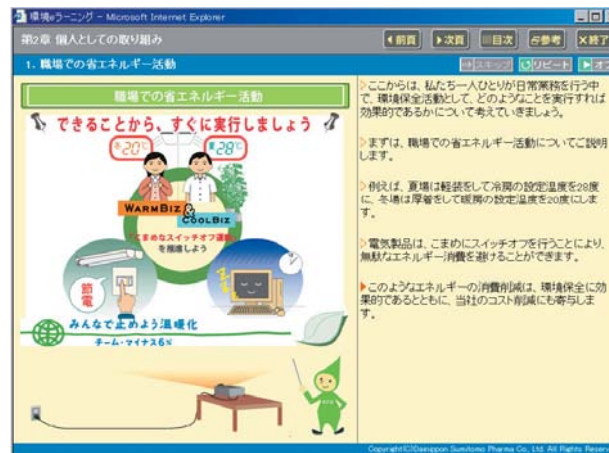 環境eラーニング - Microsoft Internet Explorer
第2章 個人としての取り組み
前頁
次頁
目次
参考
終了
1. 職場での省エネルギー活動
スキップ
リピート
オフ
職場での省エネルギー活動
できることから、すぐに実行しましょう
冬20℃
夏28℃
WARMBIZ &
COOLBIZ
「こまめなスイッチオフ運動」
を推進しよう
節電
みんなで止めよう温暖化
チーム・マイナス6%
ここからは、私たち一人ひとりが日常業務を行う中
で、環境保全活動として、どのようなことを実行すれば
効果的であるかについて考えていきましょう。
まずは、職場での省エネルギー活動についてご説明
します。
例えば、夏場は軽装をして冷房の設定温度を28度
に、冬場は厚着をして暖房の設定温度を20度にしま
す。
電気製品は、こまめにスイッチオフを行うことにより、
無駄なエネルギー消費を避けることができます。
このようなエネルギーの消費削減は、環境保全に効
果的であるとともに、当社のコスト削減にも寄与しま
す。
Copyright(C)Dainippon Sumitomo Pharma Co., Ltd. All Rights Reserv